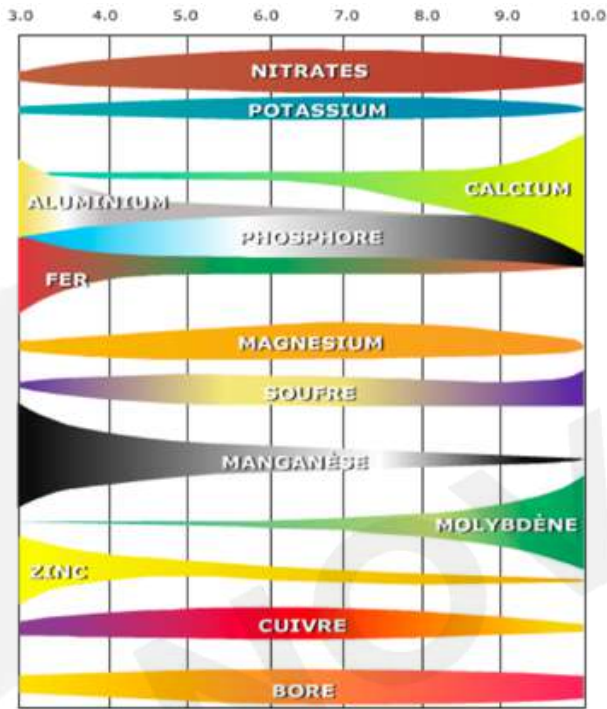 3.0 4.0 5.0 6.0 7.0 8.0 9.0 10.0
NITRATES
POTASSIUM
CALCIUM
ALUMINIUM
PHOSPHORE
FER
MAGNESIUM
SOUFRE
MANGANÈSE
MOLYBDÈNE
ZINC
CUIVRE
BORE